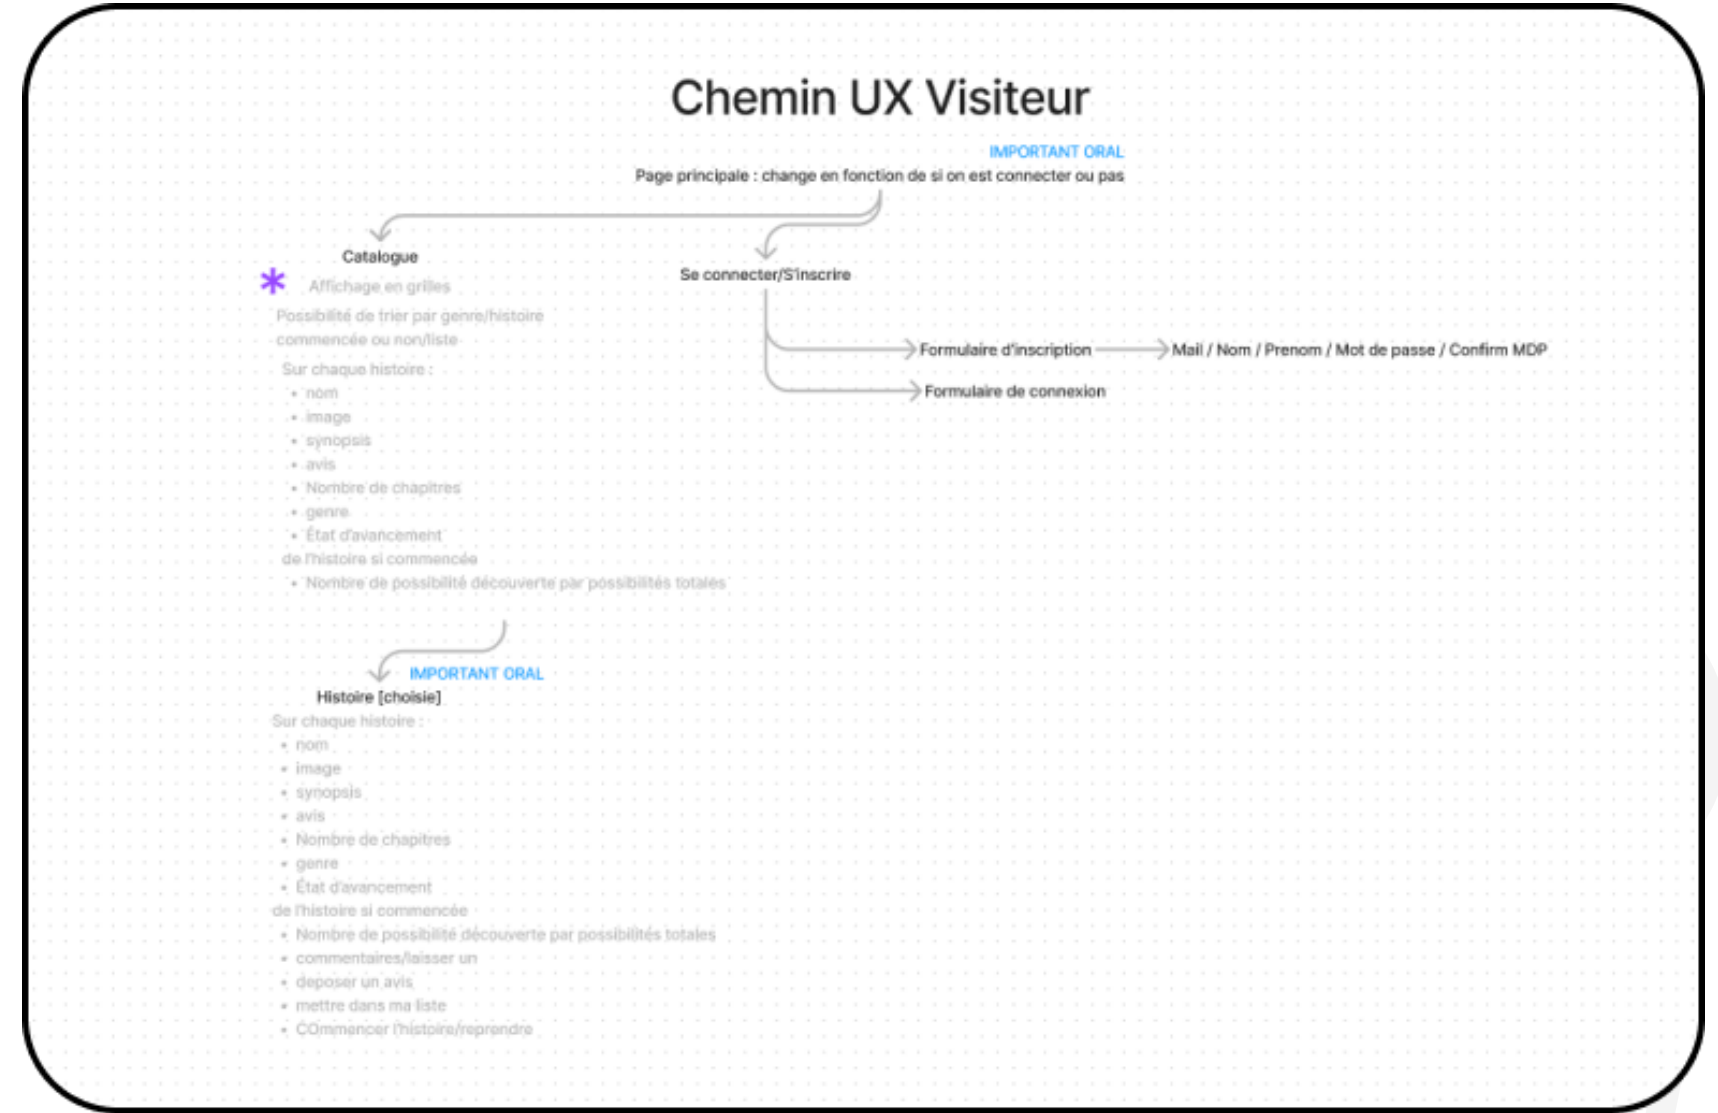 Chemin UX Visiteur
IMPORTANT ORAL
Page principale : change en fonction de si on est connecter ou pas
Catalogue
Affichage en grilles
Possibilité de trier par genre/histoire
commencée ou non/liste
Sur chaque histoire :
• nom
• image
• synopsis
• avis
• Nombre de chapitres
• genre
• État d'avancement
de l'histoire si commencée
• Nombre de possibilité découverte par possibilités totales
Se connecter/S'inscrire
Formulaire d'inscription
Mail / Nom / Prenom / Mot de passe / Confirm MDP
Formulaire de connexion
IMPORTANT ORAL
Histoire [choisie]
Sur chaque histoire :
• nom
• image
• synopsis
• avis
• Nombre de chapitres
• genre
• État d'avancement
de l'histoire si commencée
• Nombre de possibilité découverte par possibilités totales
• commentaires/laisser un
• deposer un avis
• mettre dans ma liste
• COmmencer l'histoire/reprendre